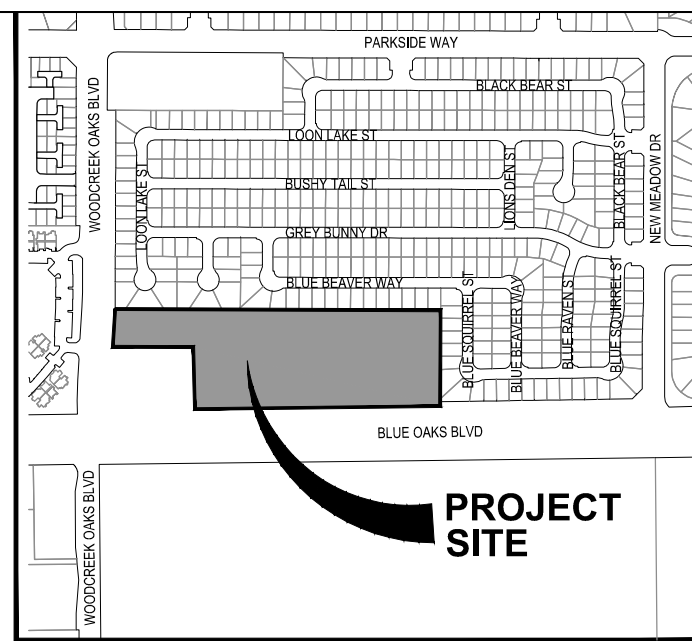 PARKSIDE WAY
BLACK BEAR ST
WOODCREEK OAKS BLVD
LOON LAKE ST
LOON LAKE ST
LIONS DEN ST
BLACK BEAR ST
NEW MEADOW DR
BUSHY TAIL ST
GREY BUNNY DR
BLUE BEAVER WAY
BLUE SQUIRREL ST
BLUE BEAVER WAY
BLUE RAVEN ST
BLUE SQUIRREL ST
BLUE OAKS BLVD
WOODCREEK OAKS BLVD
PROJECT
SITE